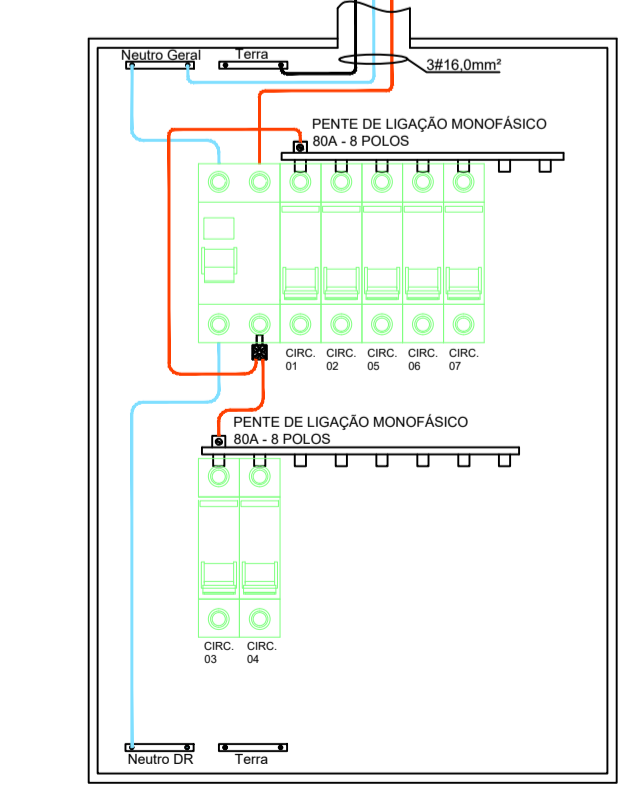 Neutro Geral
Terra
3#16,0mm²
PENTE DE LIGAÇÃO MONOFÁSICO
80A - 8 POLOS
CIRC.
01
CIRC.
02
CIRC.
05
CIRC.
06
CIRC.
07
PENTE DE LIGAÇÃO MONOFÁSICO
80A - 8 POLOS
CIRC.
03
CIRC.
04
Neutro DR
Terra